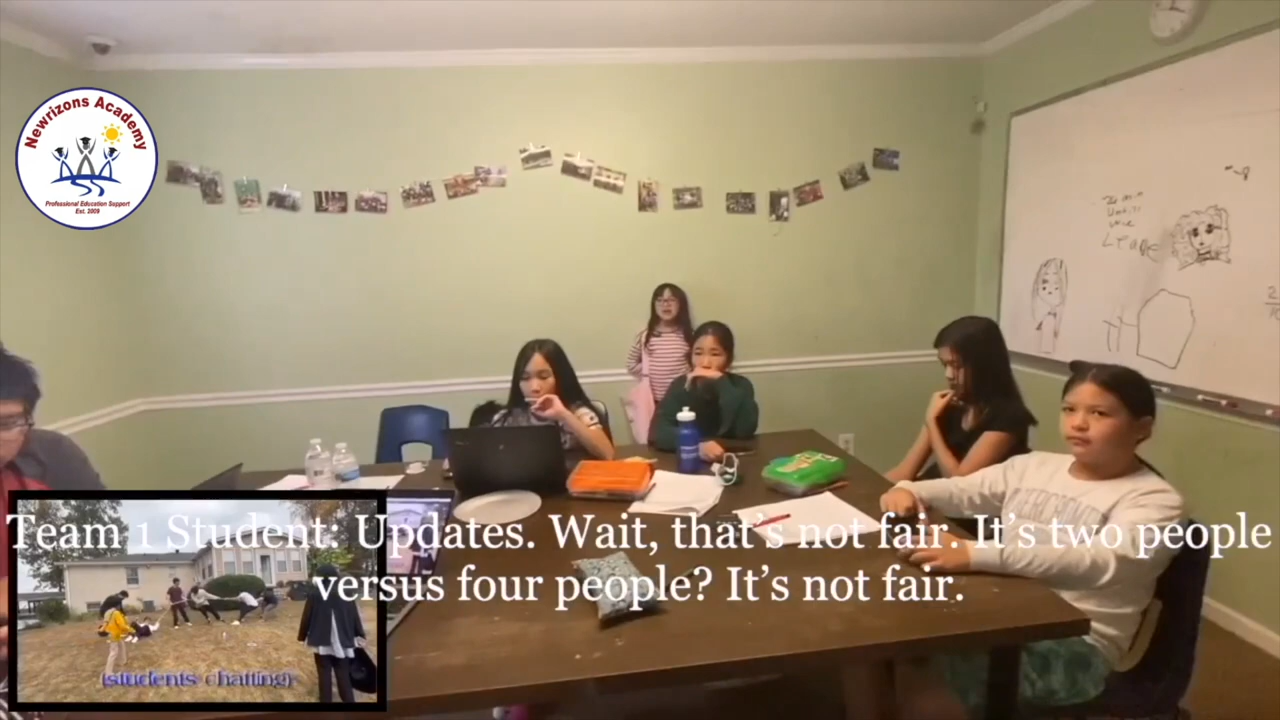 Newrizons Academy
Professional Education Support
Est. 2009
Leade
Team 1 Student: Updates. Wait, that's not fair. It's two people
versus four people? It's not fair.
(students chatting)